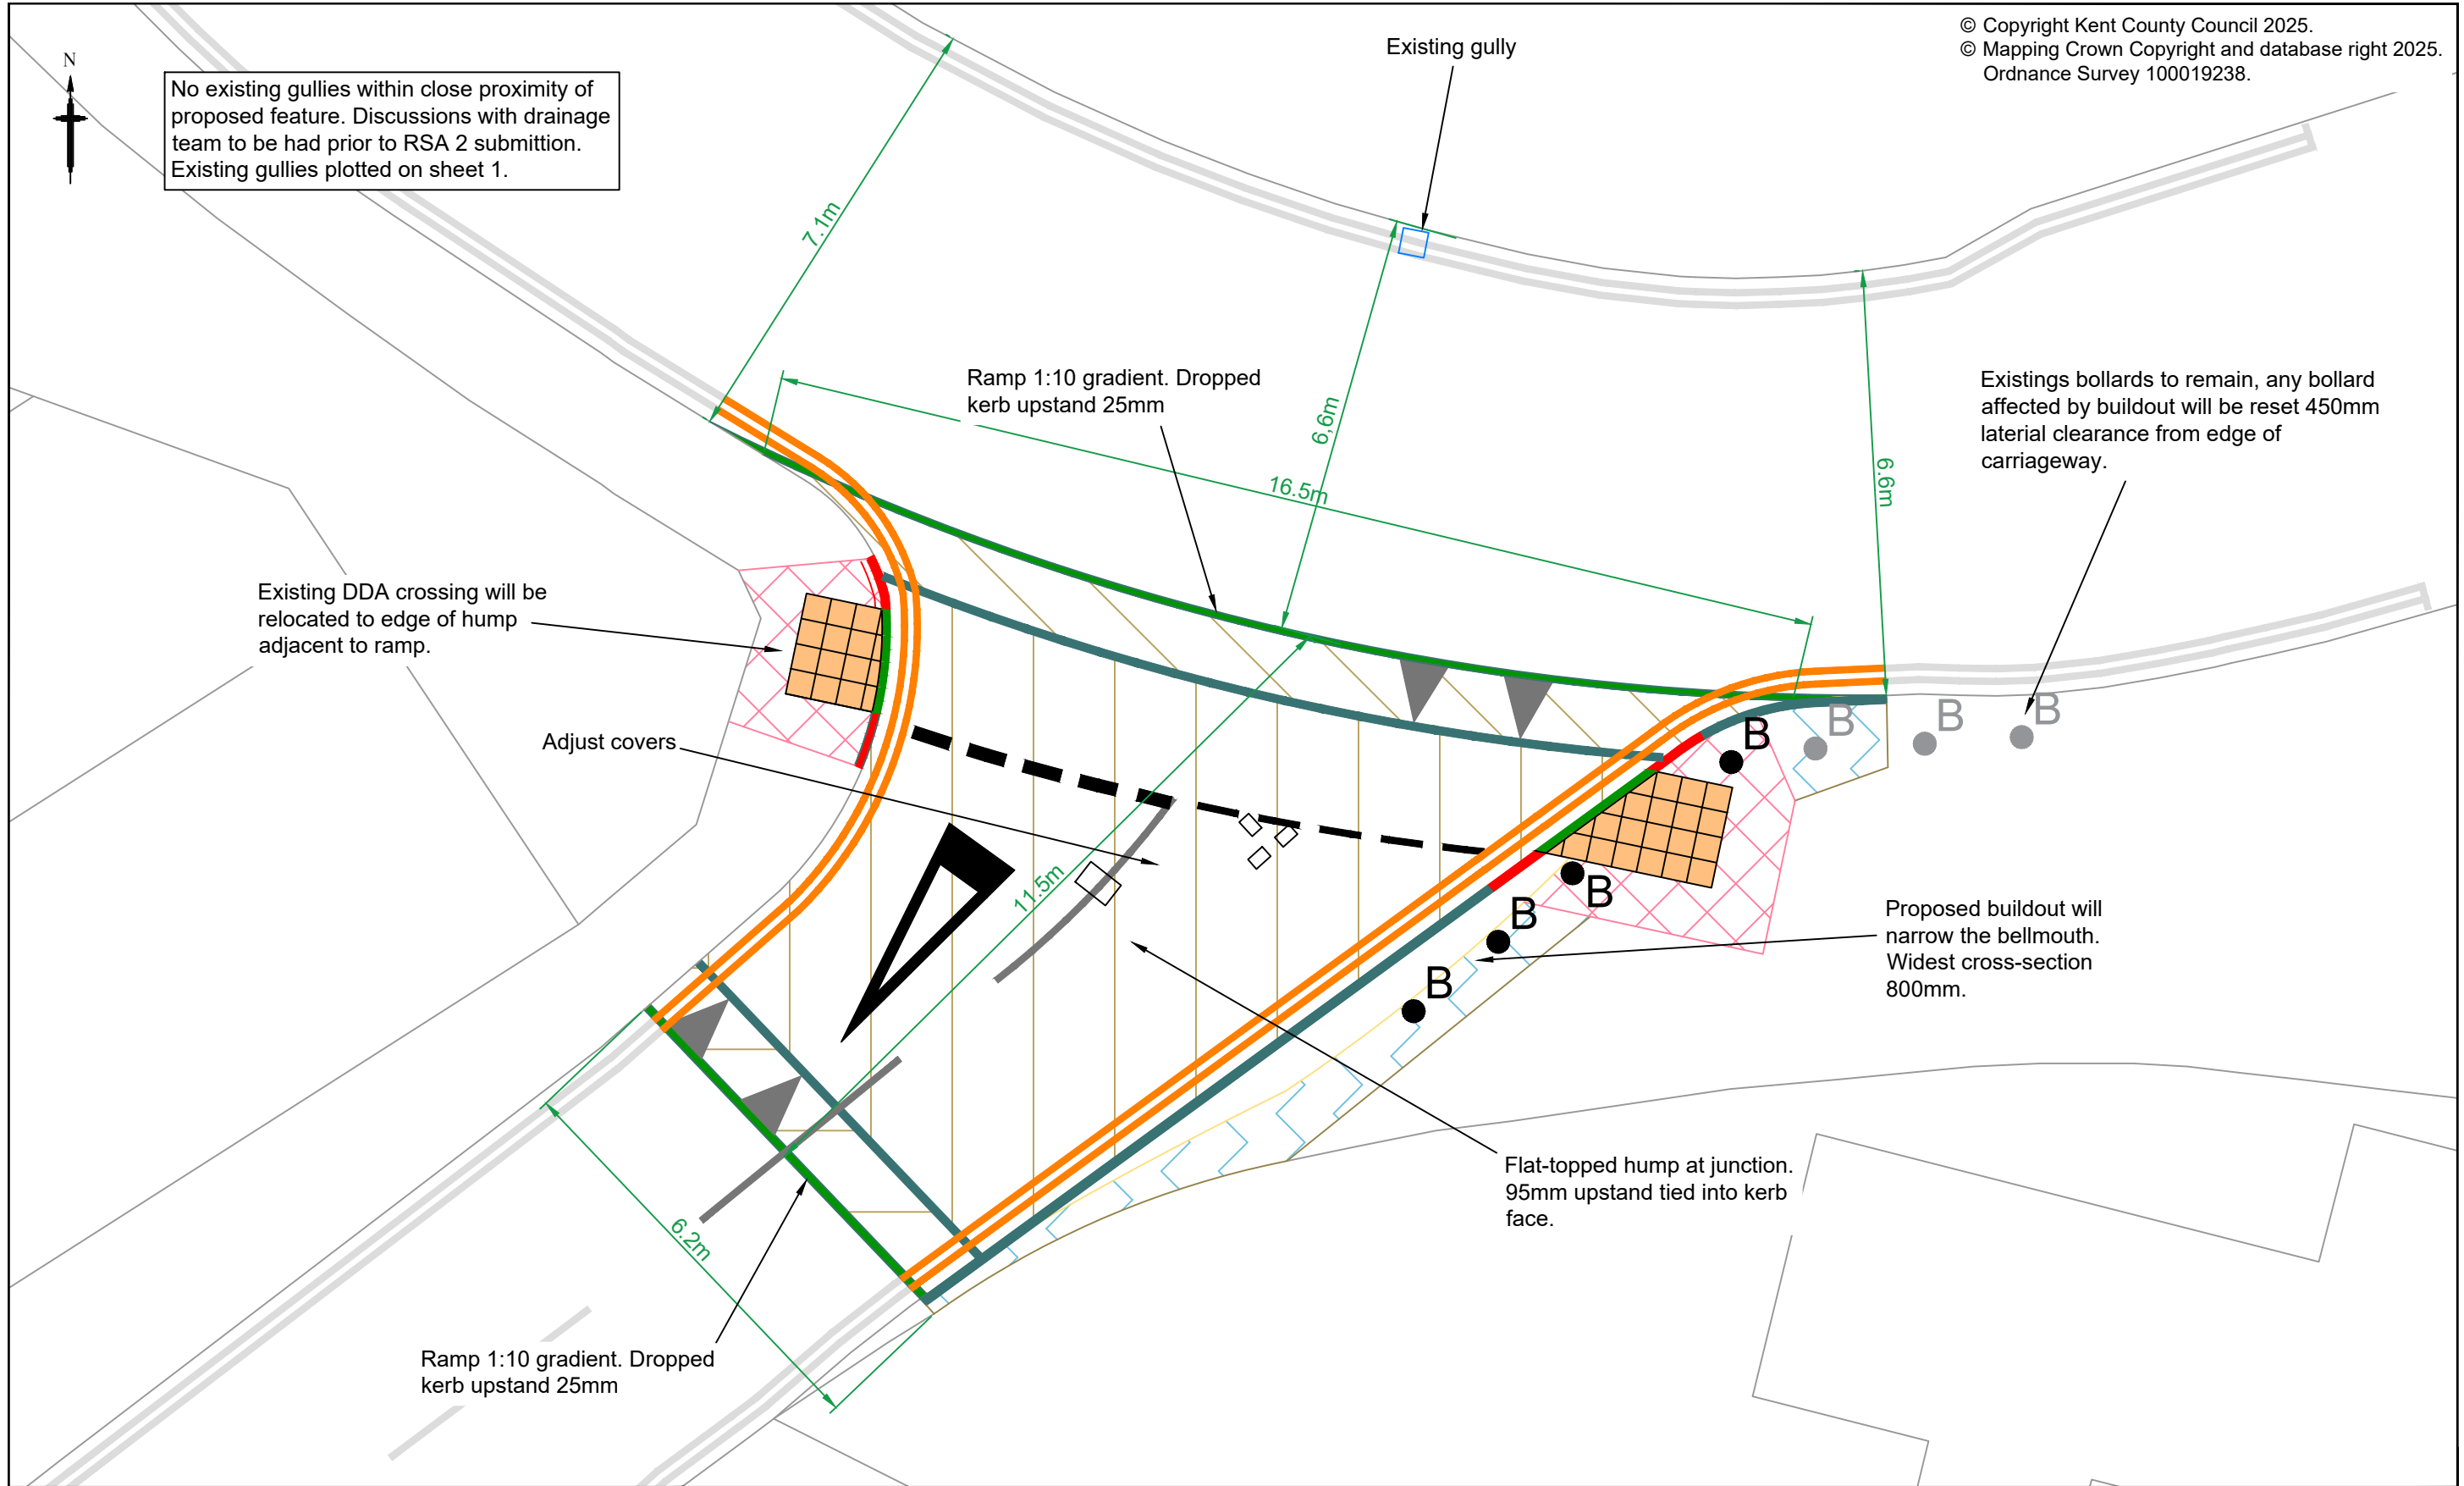 © Copyright Kent County Council 2025.
© Mapping Crown Copyright and database right 2025.
Ordnance Survey 100019238.
N
No existing gullies within close proximity of
proposed feature. Discussions with drainage
team to be had prior to RSA 2 submittion.
Existing gullies plotted on sheet 1.
Existing gully
7.1m
Ramp 1:10 gradient. Dropped
kerb upstand 25mm
6,6m
16.5m
6.6m
Existings bollards to remain, any bollard
affected by buildout will be reset 450mm
laterial clearance from edge of
carriageway.
Existing DDA crossing will be
relocated to edge of hump
adjacent to ramp.
B
B
B
B
Adjust covers
11.5m
B
B
B
Proposed buildout will
narrow the bellmouth.
Widest cross-section
800mm.
Flat-topped hump at junction.
95mm upstand tied into kerb
face.
6.2m
Ramp 1:10 gradient. Dropped
kerb upstand 25mm